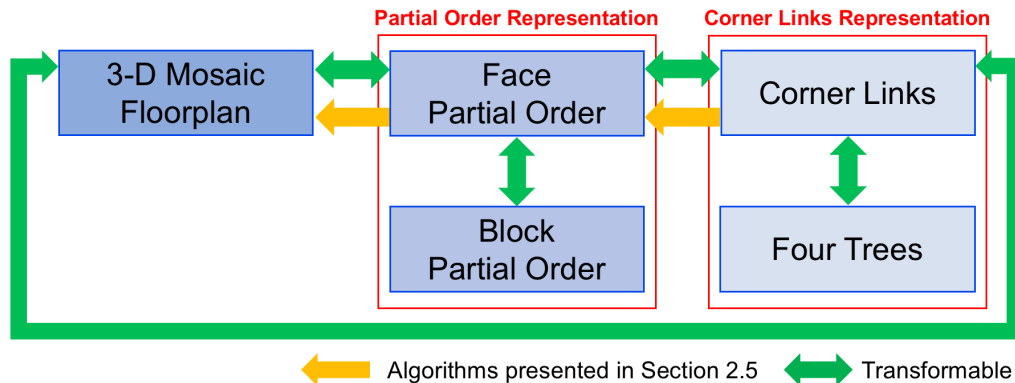 Partial Order Representation
Corner Links Representation
3-D Mosaic
Floorplan
Face
Partial Order
Corner Links
Block
Partial Order
Four Trees
Algorithms presented in Section 2.5
Transformable